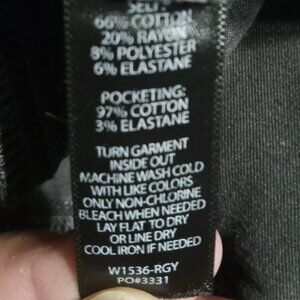 SELF:
66% COTTON
20% RAYON
8% POLYESTER
6% ELASTANE
POCKETING:
97% COTTON
3% ELASTANE
TURN GARMENT
INSIDE OUT
MACHINE WASH COLD
WITH LIKE COLORS
ONLY NON-CHLORINE
BLEACH WHEN NEEDED
LAY FLAT TO DRY
OR LINE DRY
COOL IRON IF NEEDED
W1536-RGY
PO#3331